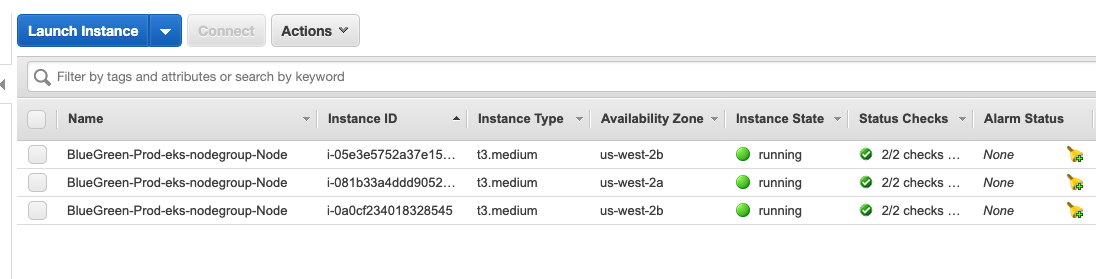 Launch Instance Connect Actions
Filter by tags and attributes or search by keyword
Name Instance ID Instance Type Availability Zone Instance State Status Checks Alarm Status
BlueGreen-Prod-eks-nodegroup-Node i-05e3e5752a37e15… t3.medium us-west-2b running 2/2 checks … None
BlueGreen-Prod-eks-nodegroup-Node i-081b33a4ddd9052… t3.medium us-west-2a running 2/2 checks … None
BlueGreen-Prod-eks-nodegroup-Node i-0a0cf234018328545 t3.medium us-west-2b running 2/2 checks … None